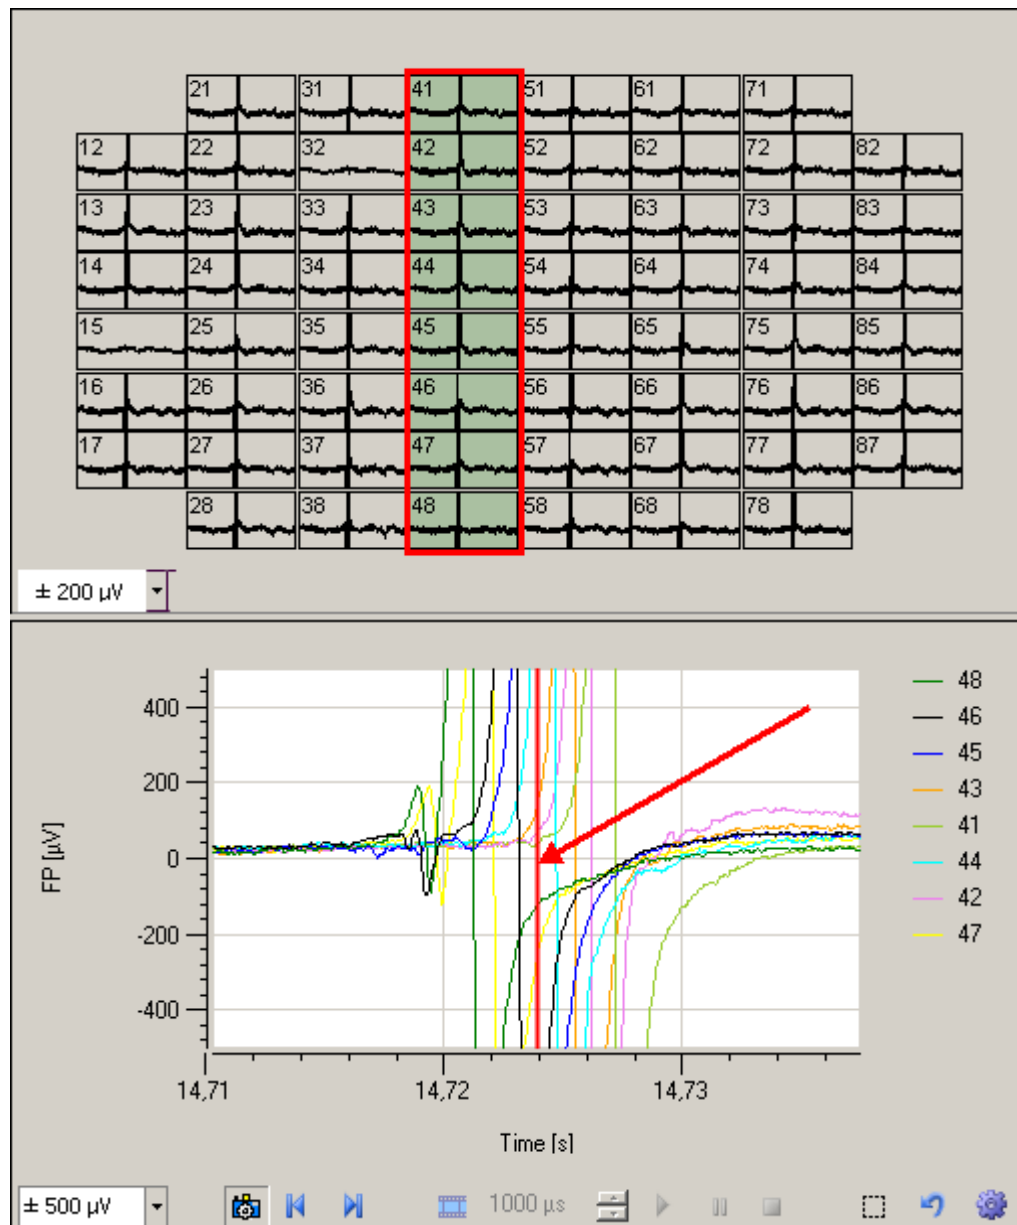 21 31 41 51 61 71
12 22 32 42 52 62 72 82
13 23 33 43 53 63 73 83
14 24 34 44 54 64 74 84
15 25 35 45 55 65 75 85
16 26 36 46 56 66 76 86
17 27 37 47 57 67 77 87
28 38 48 58 68 78
± 200 µV
400
200
0
-200
-400
FP [µV]
14,71 14,72 14,73
Time [s]
48
46
45
43
41
44
42
47
± 500 µV 1000 µs